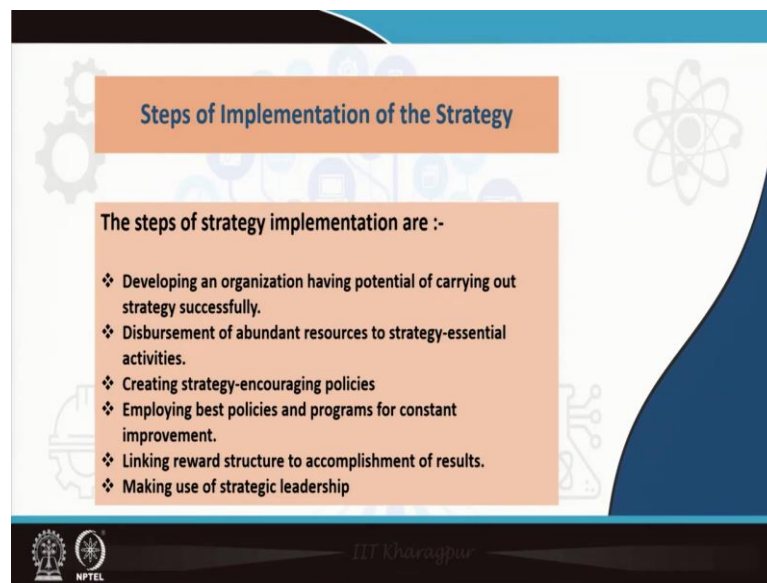 Steps of Implementation of the Strategy
The steps of strategy implementation are :-
❖ Developing an organization having potential of carrying out
strategy successfully.
❖ Disbursement of abundant resources to strategy-essential
activities.
❖ Creating strategy-encouraging policies
❖ Employing best policies and programs for constant
improvement.
❖ Linking reward structure to accomplishment of results.
❖ Making use of strategic leadership
IIT Kharagpur
NPTEL